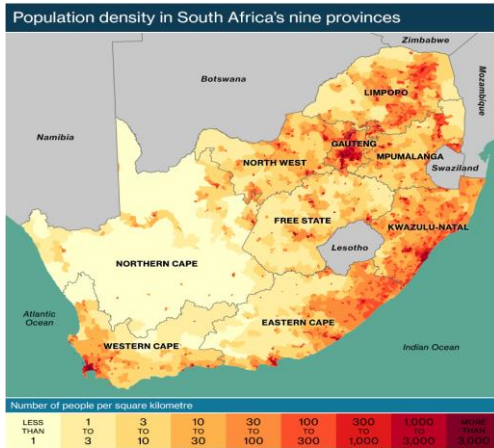 Population density in South Africa's nine provinces
Zimbabwe
Botswana
Mozambique
LIMPOPO
Namibia
GAUTENG
NORTH WEST
MPUMALANGA
Swaziland
FREE STATE
KWAZULU-NATAL
Lesotho
NORTHERN CAPE
Atlantic
Ocean
EASTERN CAPE
Indian Ocean
WESTERN CAPE
Number of people per square kilometre
LESS THAN 1
1 TO 3
3 TO 10
10 TO 30
30 TO 100
100 TO 300
300 TO 1,000
1,000 TO 3,000
MORE THAN 3,000